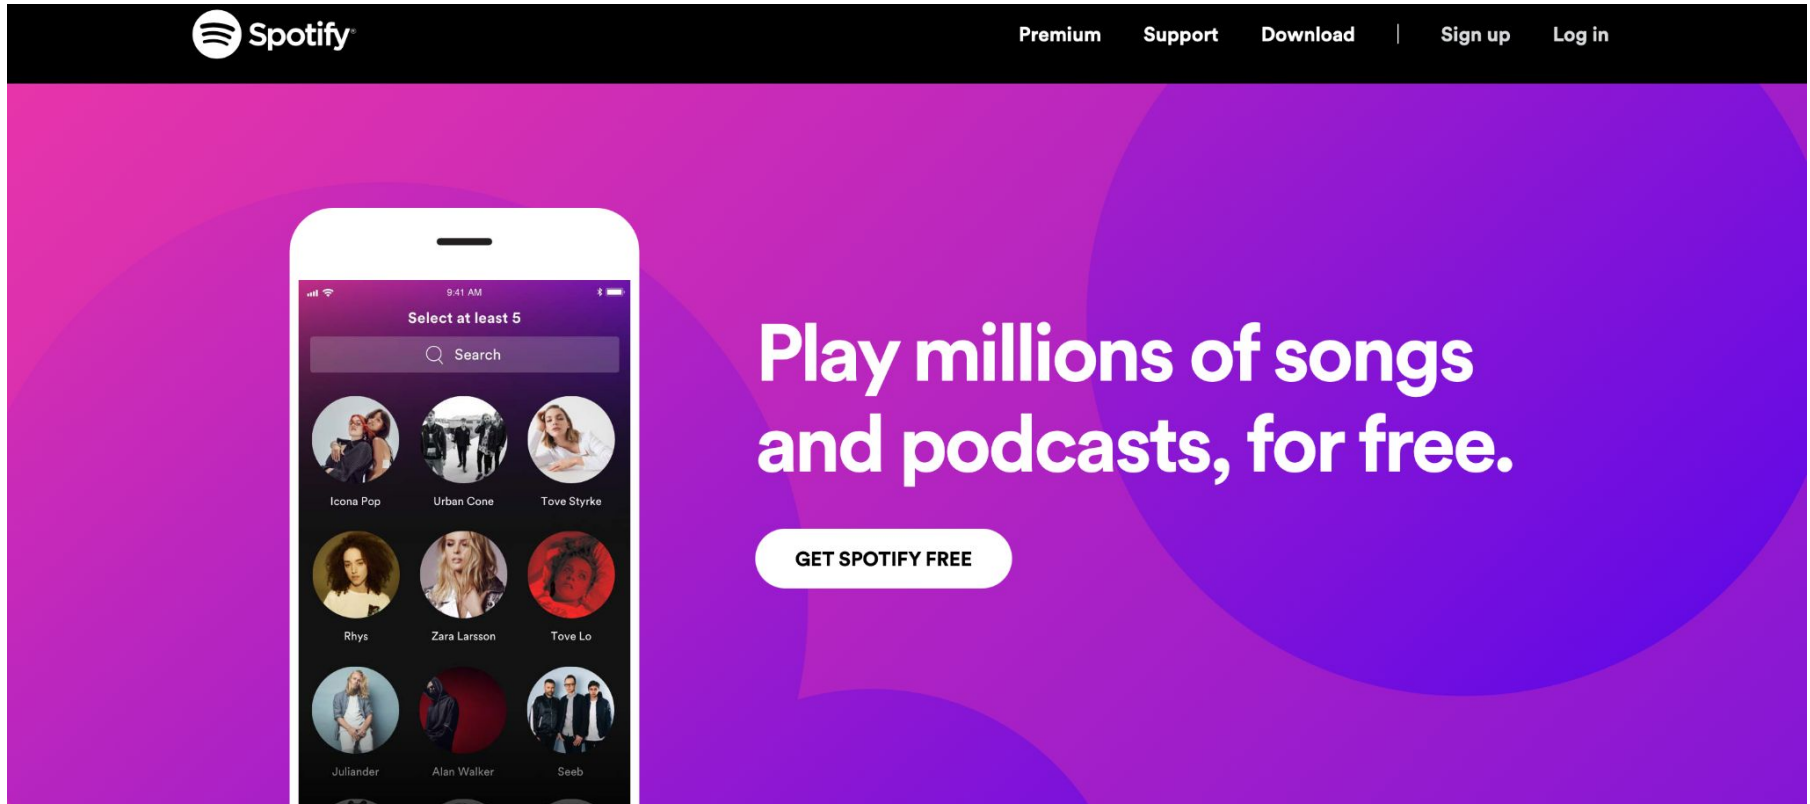 Spotify®
Premium Support Download | Sign up Log in
9:41 AM
Select at least 5
Search
Icona Pop Urban Cone Tove Styrke
Rhys Zara Larsson Tove Lo
Juliander Alan Walker Seeb
Play millions of songs
and podcasts, for free.
GET SPOTIFY FREE